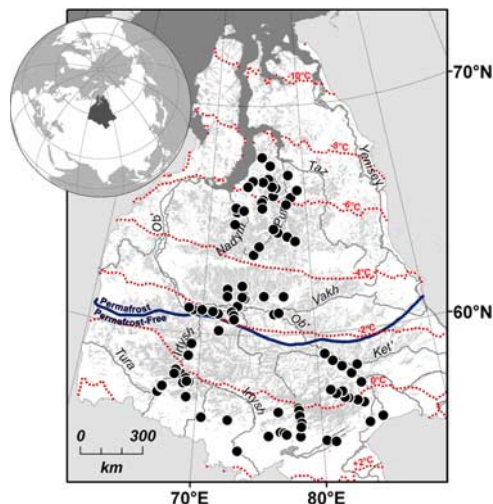 70°N
-10°C
-8°C
Taz
Yenisey
-6°C
Ob'
Nadym
Pur
-4°C
Vakh
Permafrost
Permafrost-Free
60°N
Ob'
-2°C
Ket'
Tura
Irtych
0°C
Irtysh
0 300
km
+2°C
70°E
80°E